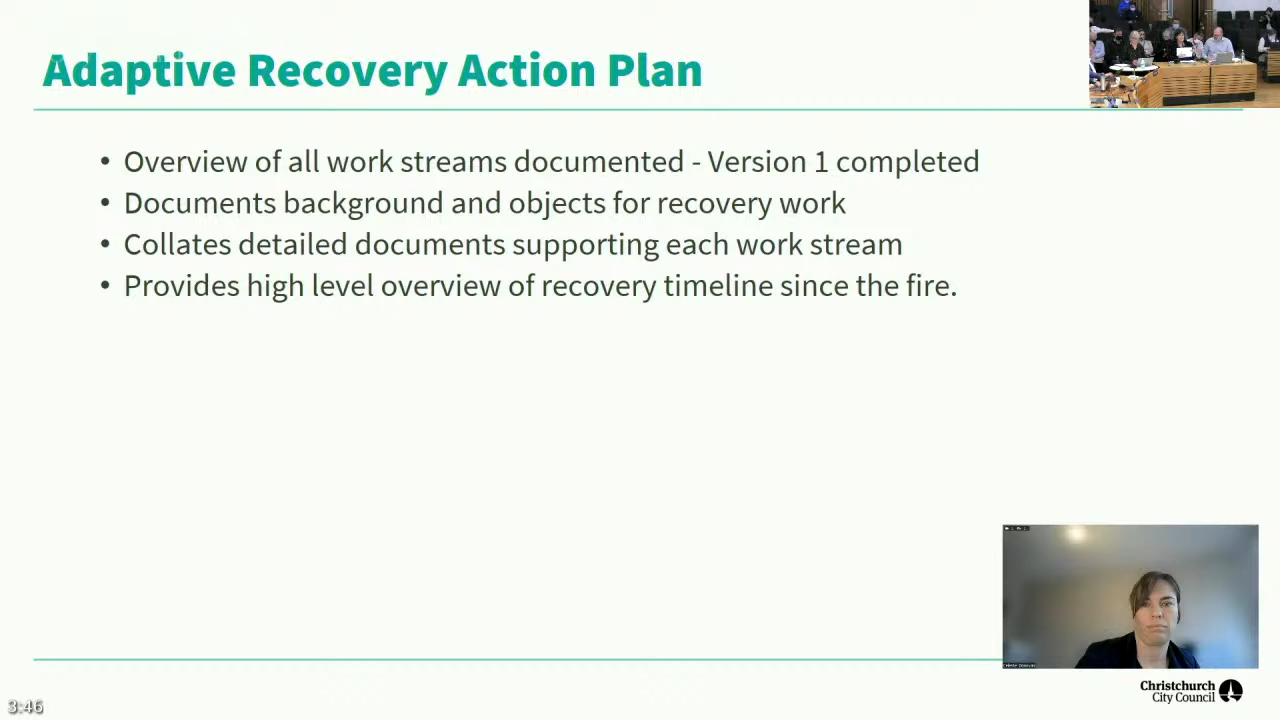 Adaptive Recovery Action Plan
• Overview of all work streams documented - Version 1 completed
• Documents background and objects for recovery work
• Collates detailed documents supporting each work stream
• Provides high level overview of recovery timeline since the fire.
Celeste Donovan
Christchurch
City Council
3:46